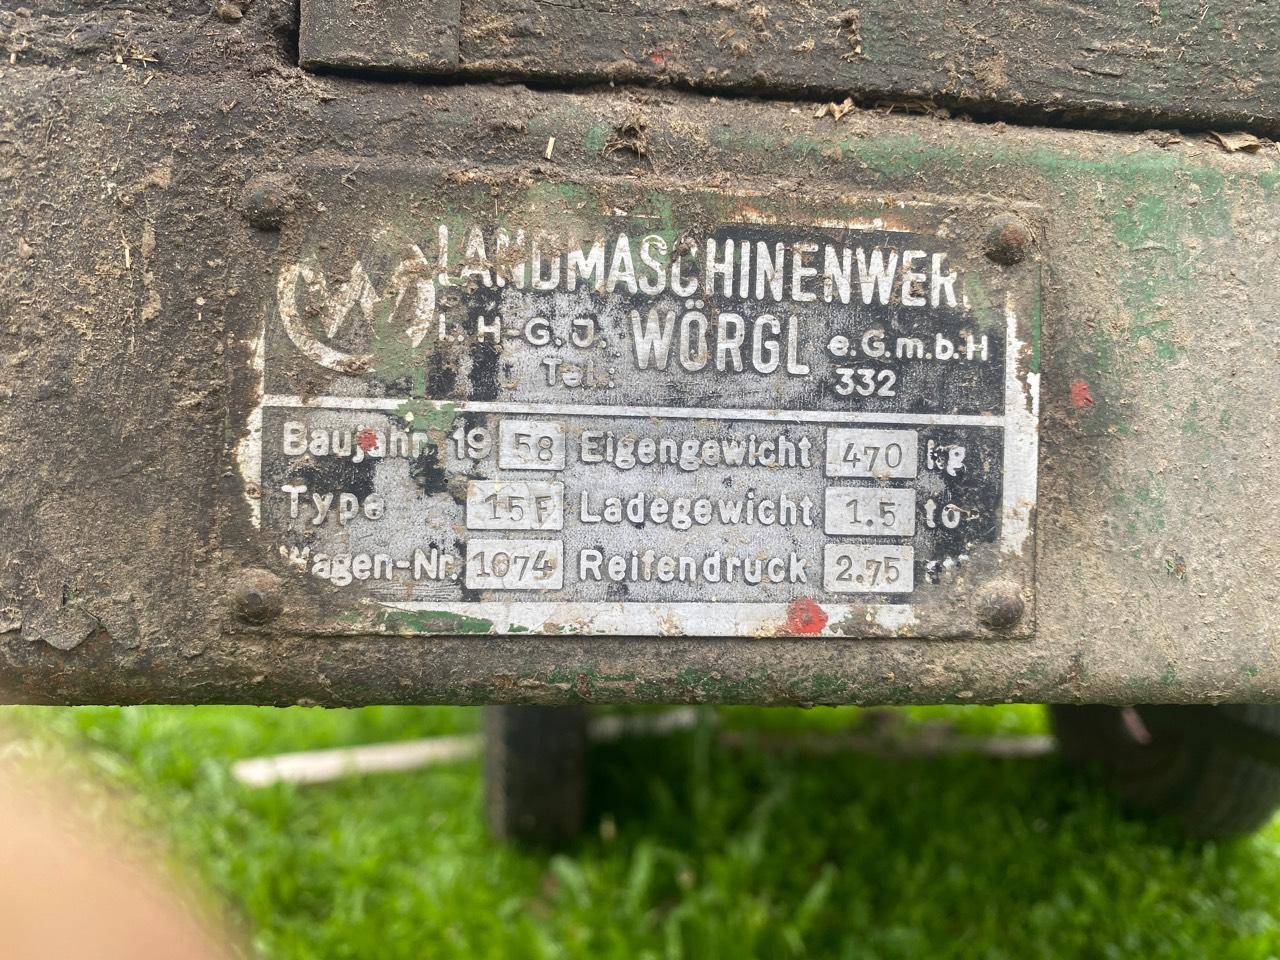 LANDMASCHINENWER
L. H-G. J. WÖRGL e.G.m.b.H
Tel.: 332
Baujahr 19 58 Eigengewicht 470 kg
Type 15F Ladegewicht 1.5 to
Wagen-Nr. 1074 Reifendruck 2.75